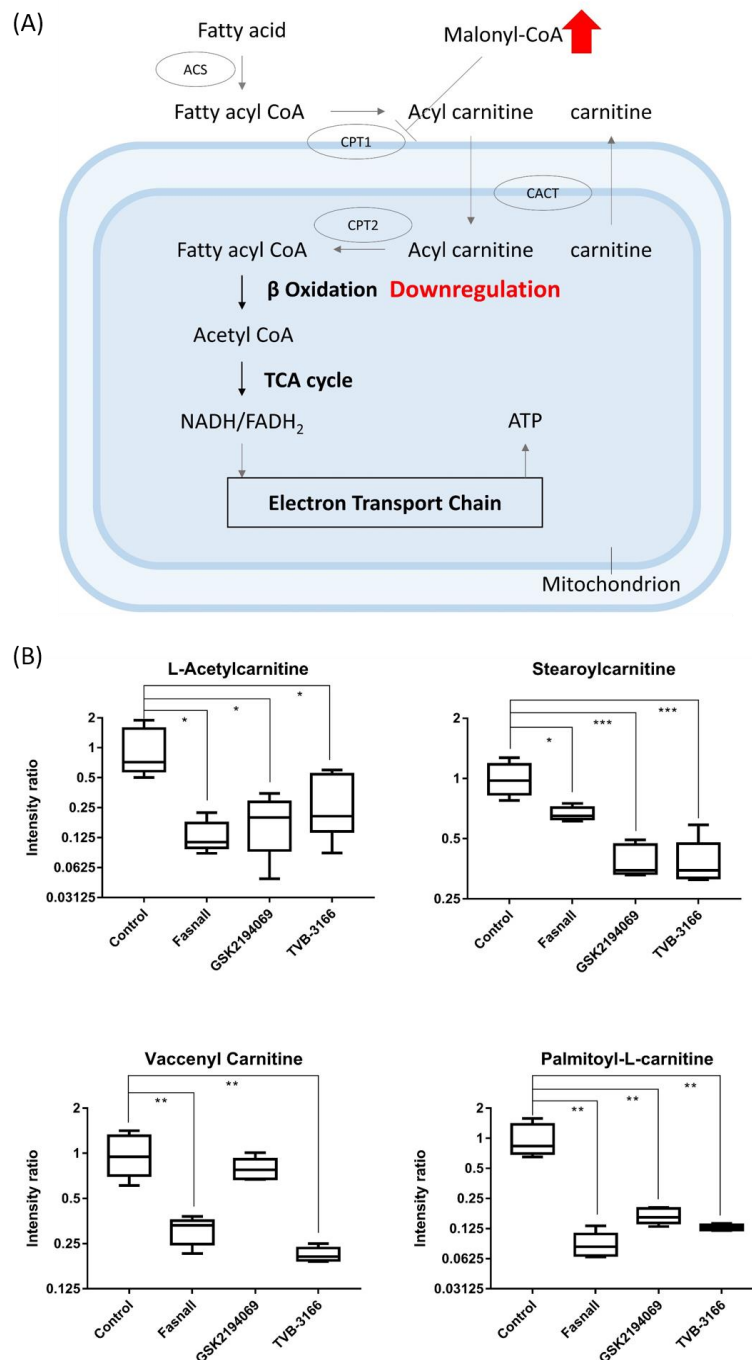 (A)
Fatty acid
Malonyl-CoA
ACS
Fatty acyl CoA
Acyl carnitine
carnitine
CPT1
CACT
CPT2
Fatty acyl CoA
Acyl carnitine
carnitine
β Oxidation Downregulation
Acetyl CoA
TCA cycle
NADH/FADH₂
ATP
Electron Transport Chain
Mitochondrion
(B)
L-Acetylcarnitine
Intensity ratio
2
1
0.5
0.25
0.125
0.0625
0.03125
*
*
*
Control
Fasnall
GSK2194069
TVB-3166
Stearoylcarnitine
Intensity ratio
2
1
0.5
0.25
***
***
*
Control
Fasnall
GSK2194069
TVB-3166
Vaccenyl Carnitine
Intensity ratio
2
1
0.5
0.25
0.125
**
**
Control
Fasnall
GSK2194069
TVB-3166
Palmitoyl-L-carnitine
Intensity ratio
2
1
0.5
0.25
0.125
0.0625
0.03125
**
**
**
Control
Fasnall
GSK2194069
TVB-3166